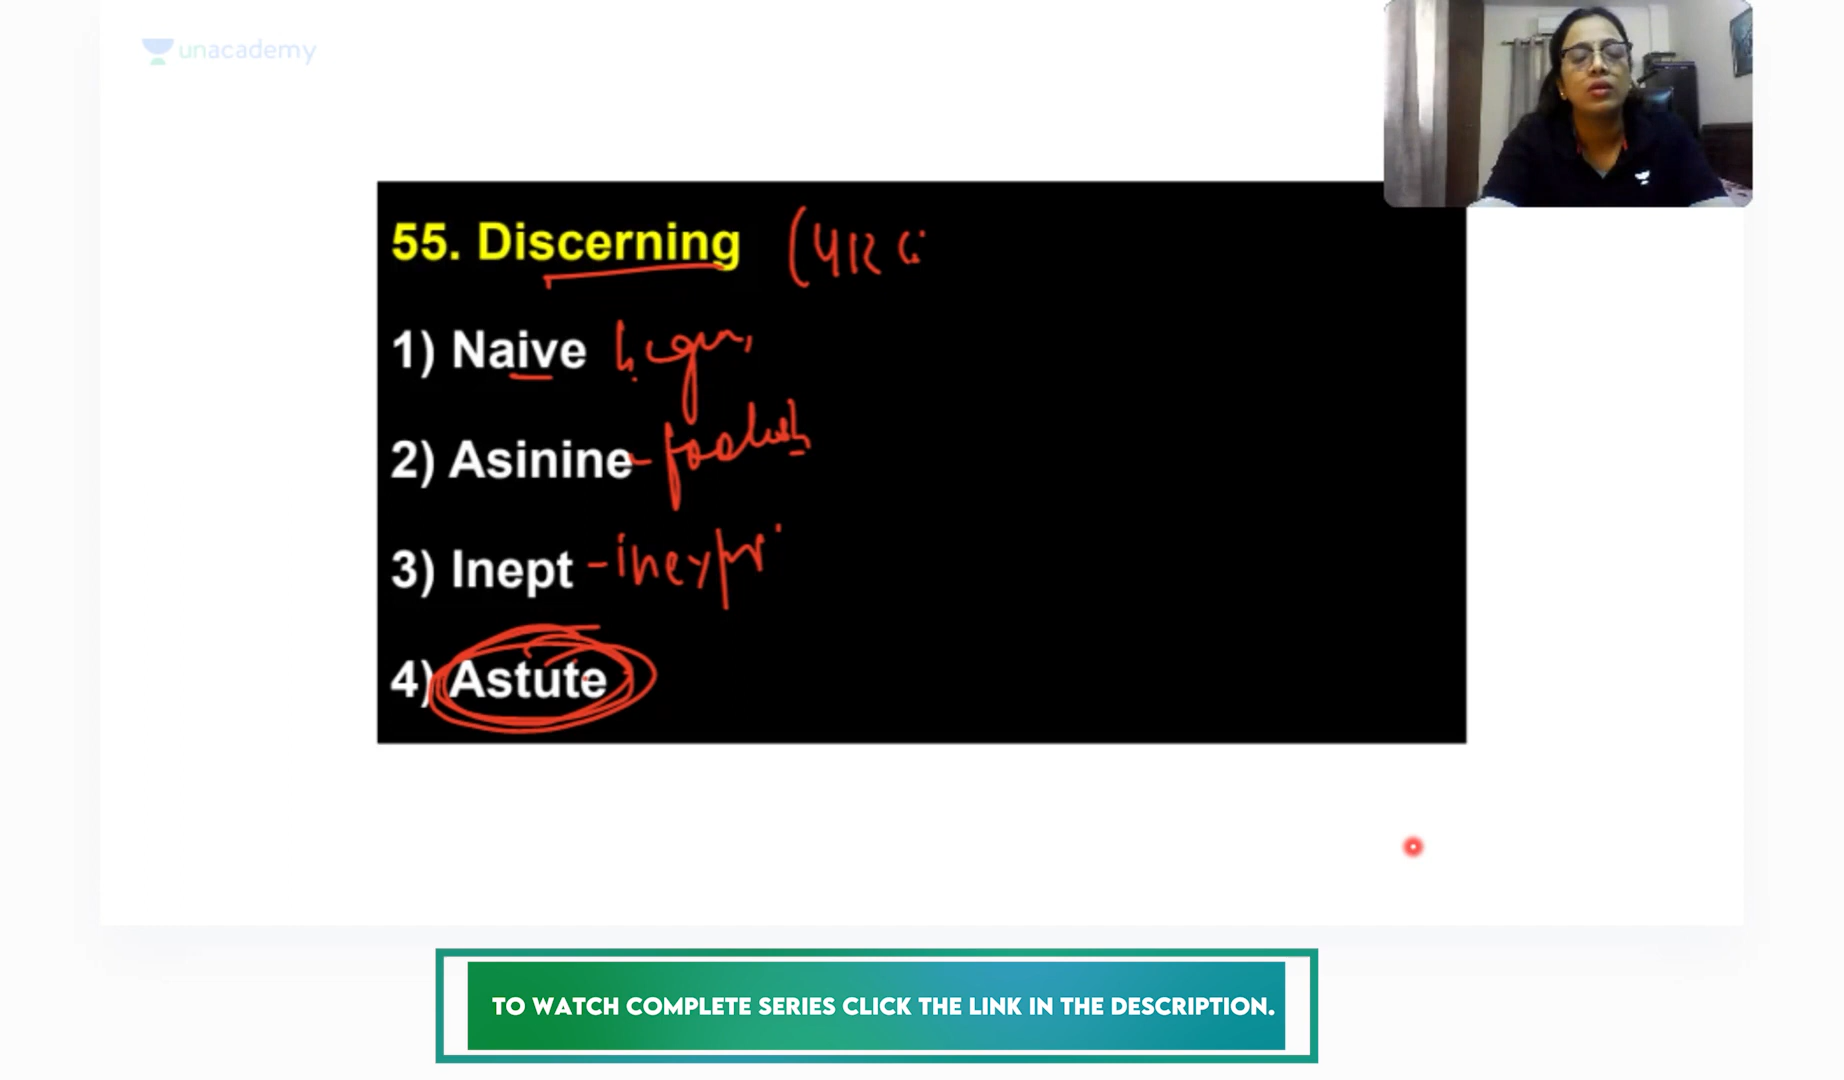 unacademy
55. Discerning
1) Naive
2) Asinine - foolish
3) Inept -
4) Astute
TO WATCH COMPLETE SERIES CLICK THE LINK IN THE DESCRIPTION.